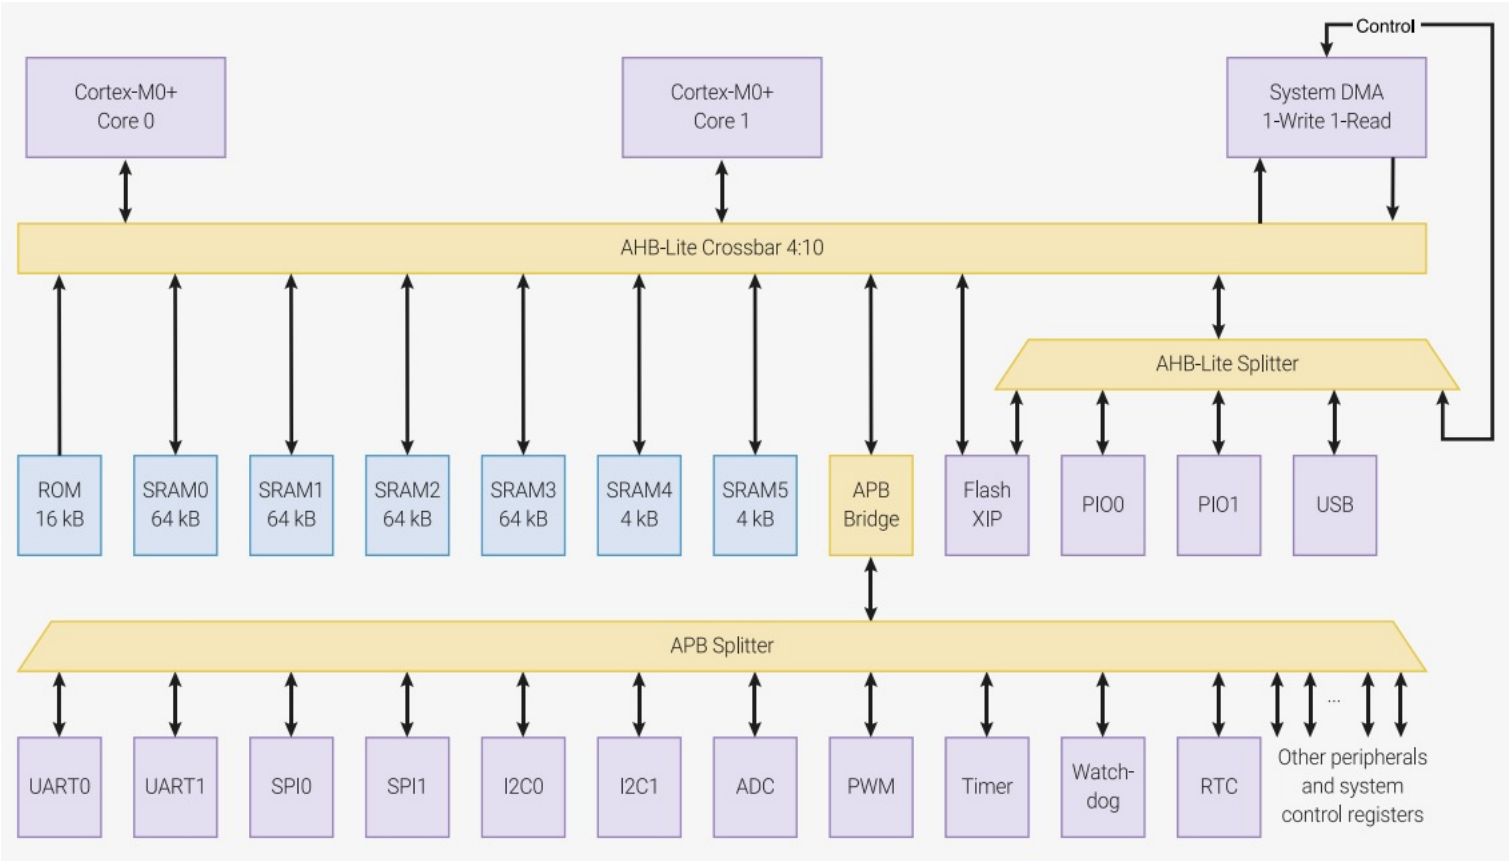 Control
Cortex-M0+
Core 0
Cortex-M0+
Core 1
System DMA
1-Write 1-Read
AHB-Lite Crossbar 4:10
AHB-Lite Splitter
ROM
16 kB
SRAM0
64 kB
SRAM1
64 kB
SRAM2
64 kB
SRAM3
64 kB
SRAM4
4 kB
SRAM5
4 kB
APB
Bridge
Flash
XIP
PIO0
PIO1
USB
APB Splitter
...
UART0
UART1
SPI0
SPI1
I2C0
I2C1
ADC
PWM
Timer
Watch-
dog
RTC
Other peripherals
and system
control registers